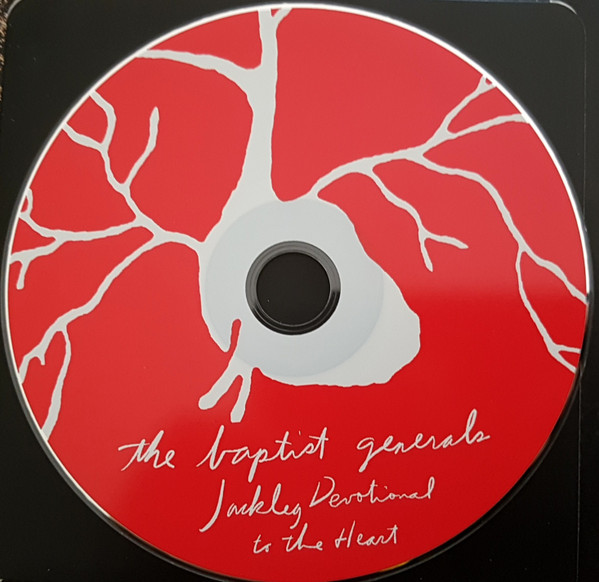 the baptist generals
Jackleg Devotional
to the Heart